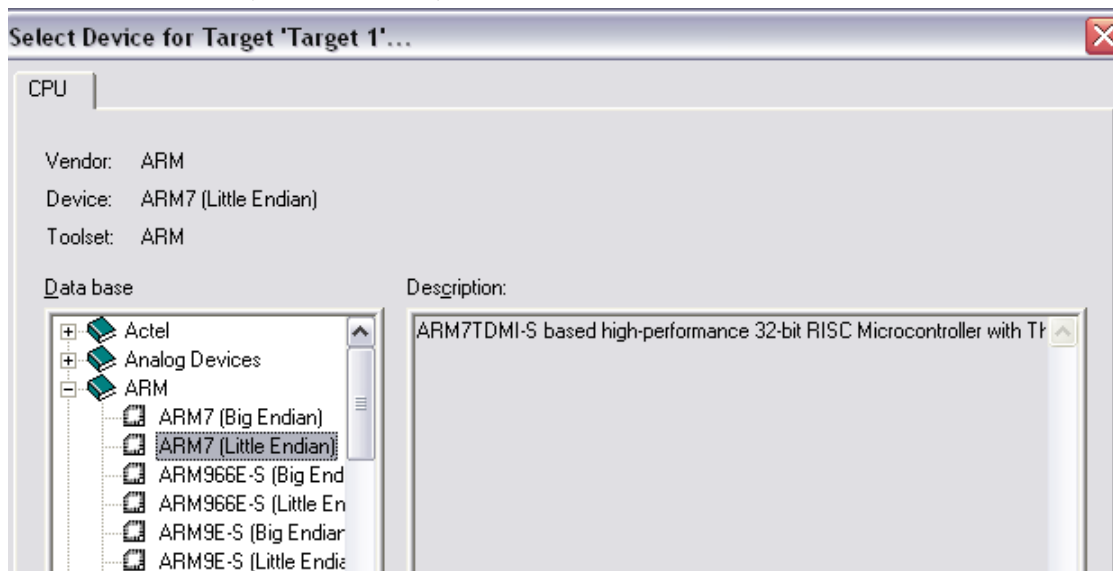 Select Device for Target 'Target 1'...
CPU
Vendor: ARM
Device: ARM7 (Little Endian)
Toolset: ARM
Data base
Description:
Actel
Analog Devices
ARM
ARM7 (Big Endian)
ARM7 (Little Endian)
ARM966E-S (Big End
ARM966E-S (Little En
ARM9E-S (Big Endian
ARM9E-S (Little Endia
ARM7TDMI-S based high-performance 32-bit RISC Microcontroller with Th